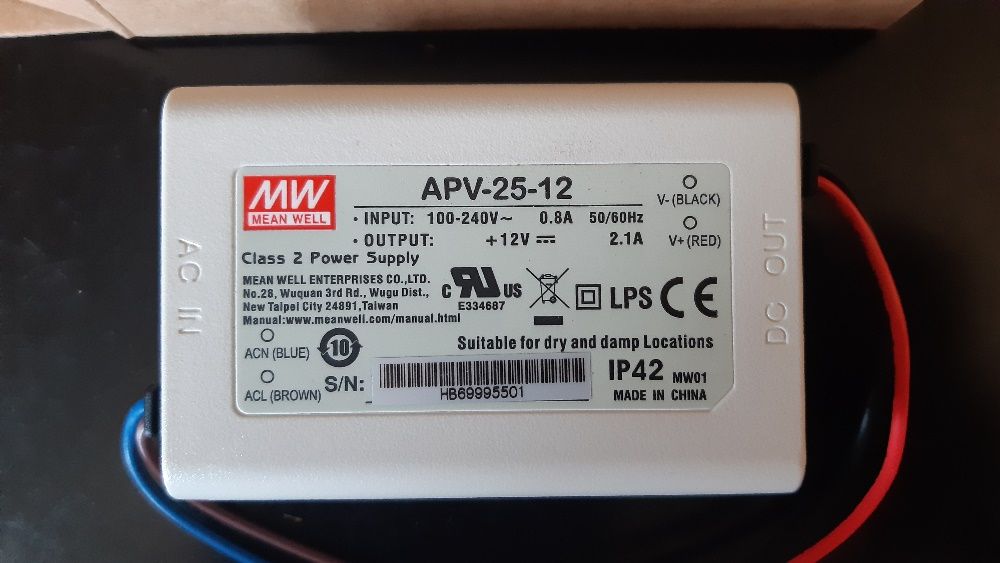 APV-25-12
MW
MEAN WELL
• INPUT: 100-240V~ 0.8A 50/60Hz
• OUTPUT: +12V⎓ 2.1A
V- (BLACK)
V+ (RED)
Class 2 Power Supply
MEAN WELL ENTERPRISES CO.,LTD.
No.28, Wuquan 3rd Rd., Wugu Dist.,
New Taipei City 24891,Taiwan
Manual:www.meanwell.com/manual.html
C RU US
E334687
LPS CE
ACN (BLUE)
10
ACL (BROWN)
Suitable for dry and damp Locations
S/N:
HB69995501
IP42 MW01
MADE IN CHINA
AC IN
DC OUT